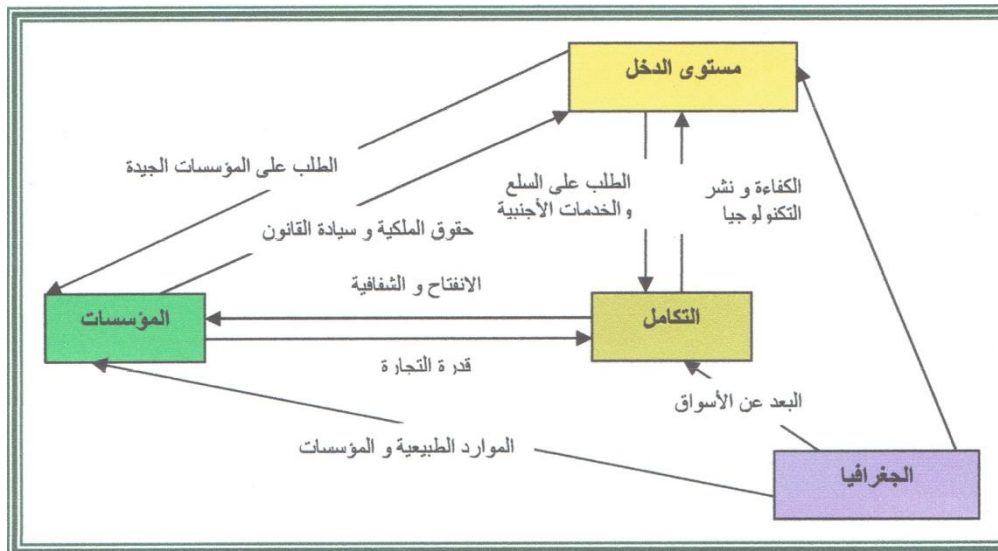 مستوى الدخل
الطلب على المؤسسات الجيدة
الطلب على السلع
و الخدمات الأجنبية
الكفاءة و نشر
التكنولوجيا
حقوق الملكية و سيادة القانون
الانفتاح و الشفافية
المؤسسات
التكامل
قدرة التجارة
البعد عن الأسواق
الموارد الطبيعية و المؤسسات
الجغرافيا